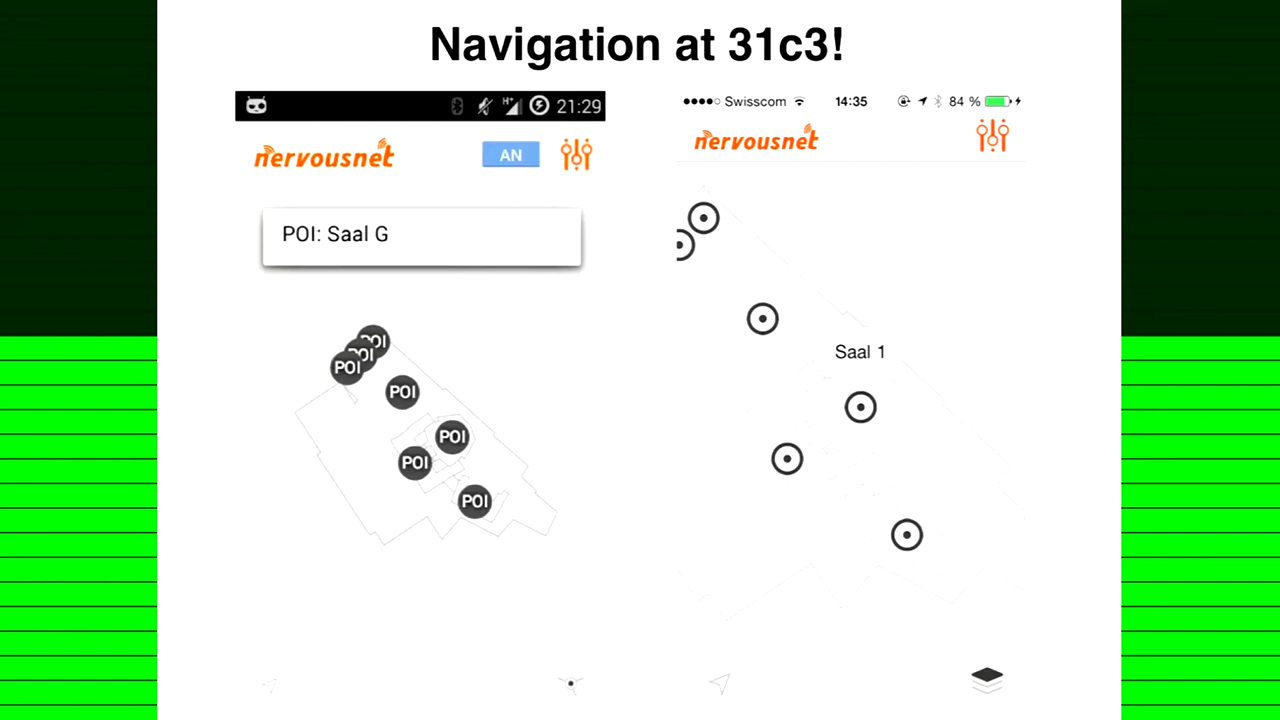 Navigation at 31c3!
H+ 21:29
nervousnet AN
POI: Saal G
POI
POI
POI
POI
POI
POI
POI
Swisscom 14:35 84 %
nervousnet
Saal 1